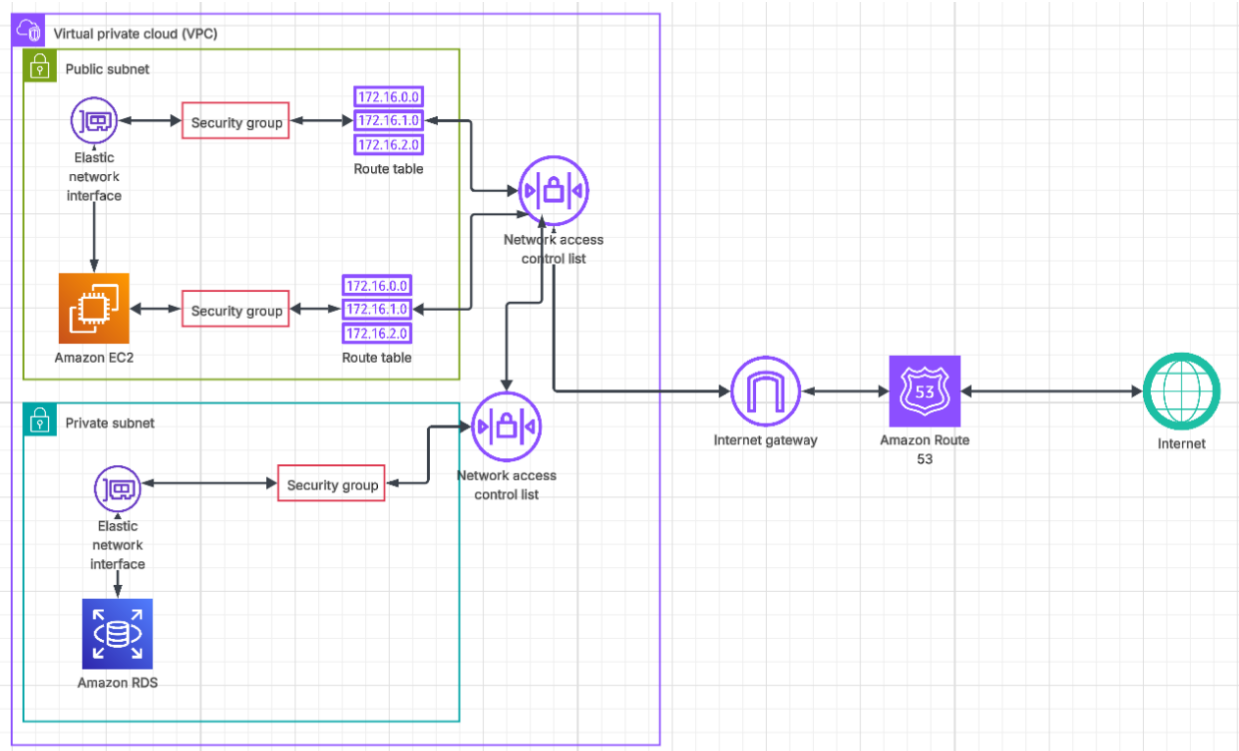 Virtual private cloud (VPC)
Public subnet
Elastic
network
interface
Security group
172.16.0.0
172.16.1.0
172.16.2.0
Route table
Network access
control list
Amazon EC2
Security group
172.16.0.0
172.16.1.0
172.16.2.0
Route table
Private subnet
Elastic
network
interface
Security group
Network access
control list
Amazon RDS
Internet gateway
53
Amazon Route
53
Internet